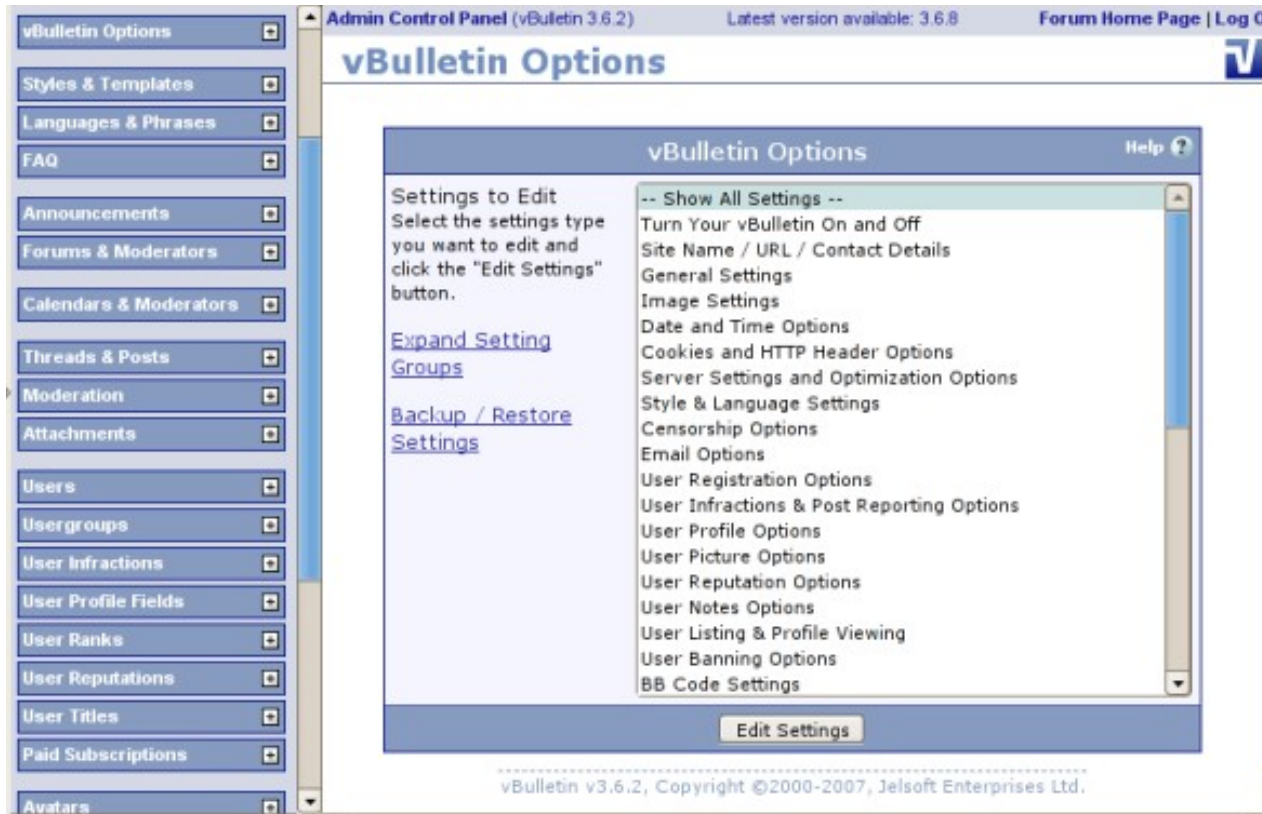 vBulletin Options
Styles & Templates
Languages & Phrases
FAQ
Announcements
Forums & Moderators
Calendars & Moderators
Threads & Posts
Moderation
Attachments
Users
Usergroups
User Infractions
User Profile Fields
User Ranks
User Reputations
User Titles
Paid Subscriptions
Avatars
Admin Control Panel (vBulletin 3.6.2) Latest version available: 3.6.8 Forum Home Page | Log
vBulletin Options
vBulletin Options Help
Settings to Edit
Select the settings type
you want to edit and
click the "Edit Settings"
button.
Expand Setting
Groups
Backup / Restore
Settings
-- Show All Settings --
Turn Your vBulletin On and Off
Site Name / URL / Contact Details
General Settings
Image Settings
Date and Time Options
Cookies and HTTP Header Options
Server Settings and Optimization Options
Style & Language Settings
Censorship Options
Email Options
User Registration Options
User Infractions & Post Reporting Options
User Profile Options
User Picture Options
User Reputation Options
User Notes Options
User Listing & Profile Viewing
User Banning Options
BB Code Settings
Edit Settings
vBulletin v3.6.2, Copyright ©2000-2007, Jelsoft Enterprises Ltd.